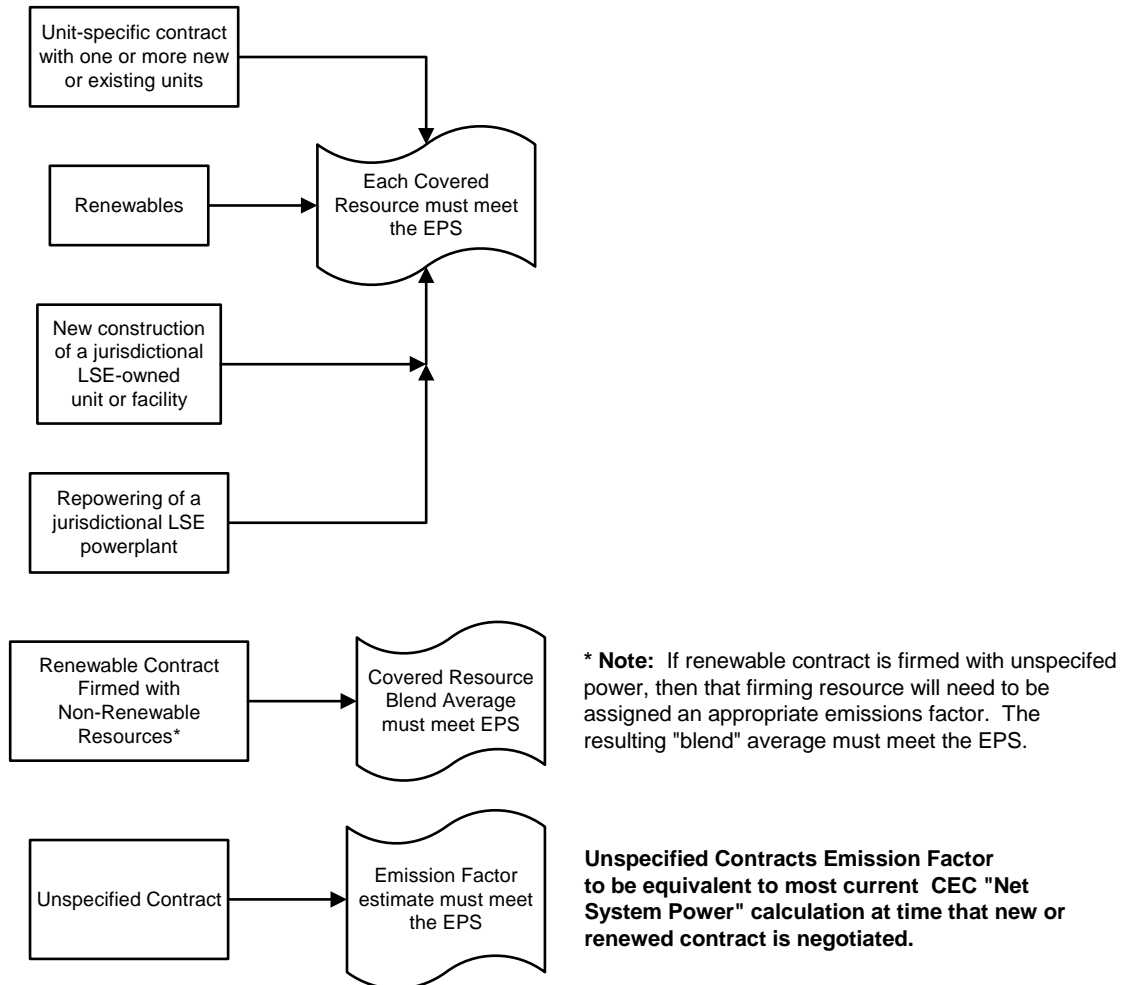 Unit-specific contract
with one or more new
or existing units
Renewables
Each Covered
Resource must meet
the EPS
New construction
of a jurisdictional
LSE-owned
unit or facility
Repowering of a
jurisdictional LSE
powerplant
Renewable Contract
Firmed with
Non-Renewable
Resources*
Covered Resource
Blend Average
must meet EPS
* Note: If renewable contract is firmed with unspecifed
power, then that firming resource will need to be
assigned an appropriate emissions factor. The
resulting "blend" average must meet the EPS.
Unspecified Contract
Emission Factor
estimate must meet
the EPS
Unspecified Contracts Emission Factor
to be equivalent to most current CEC "Net
System Power" calculation at time that new or
renewed contract is negotiated.